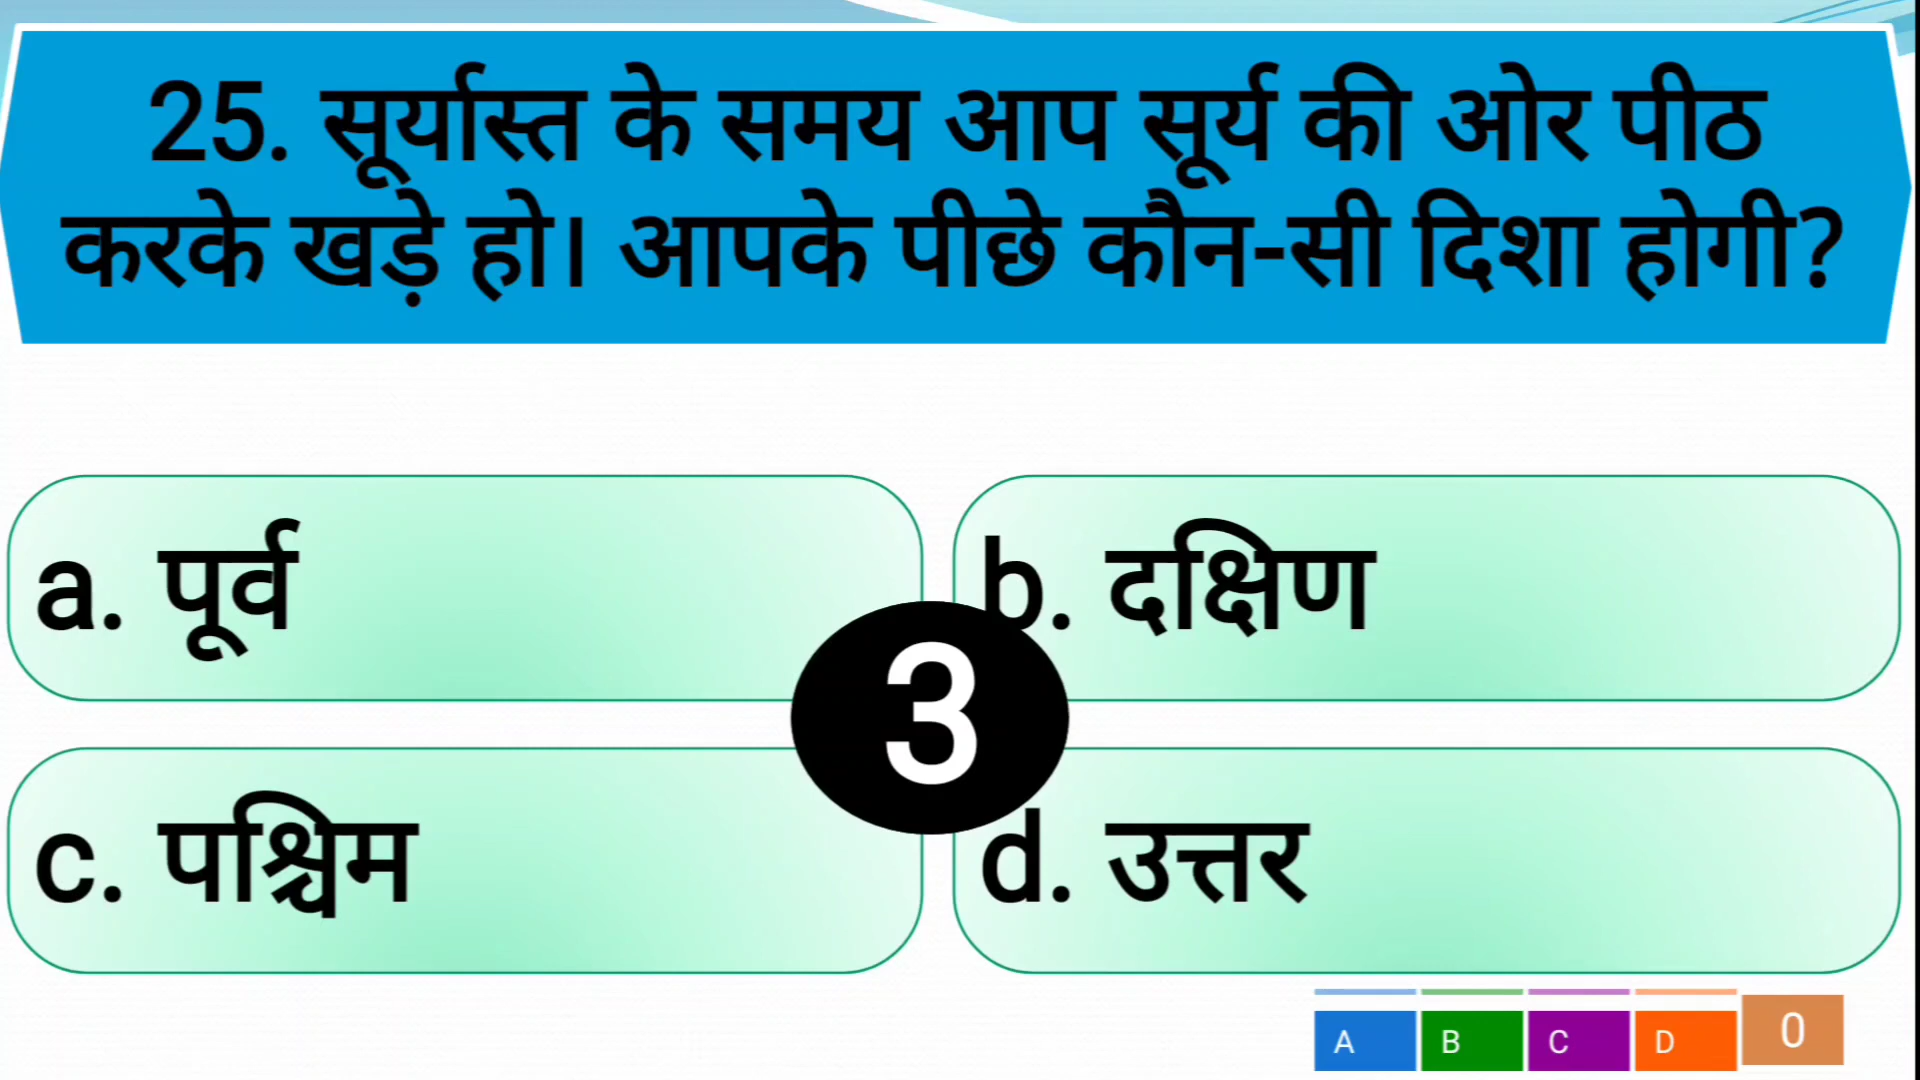 25. सूर्यास्त के समय आप सूर्य की ओर पीठ
करके खड़े हो। आपके पीछे कौन-सी दिशा होगी?
a. पूर्व
b. दक्षिण
3
c. पश्चिम
d. उत्तर
A B C D 0